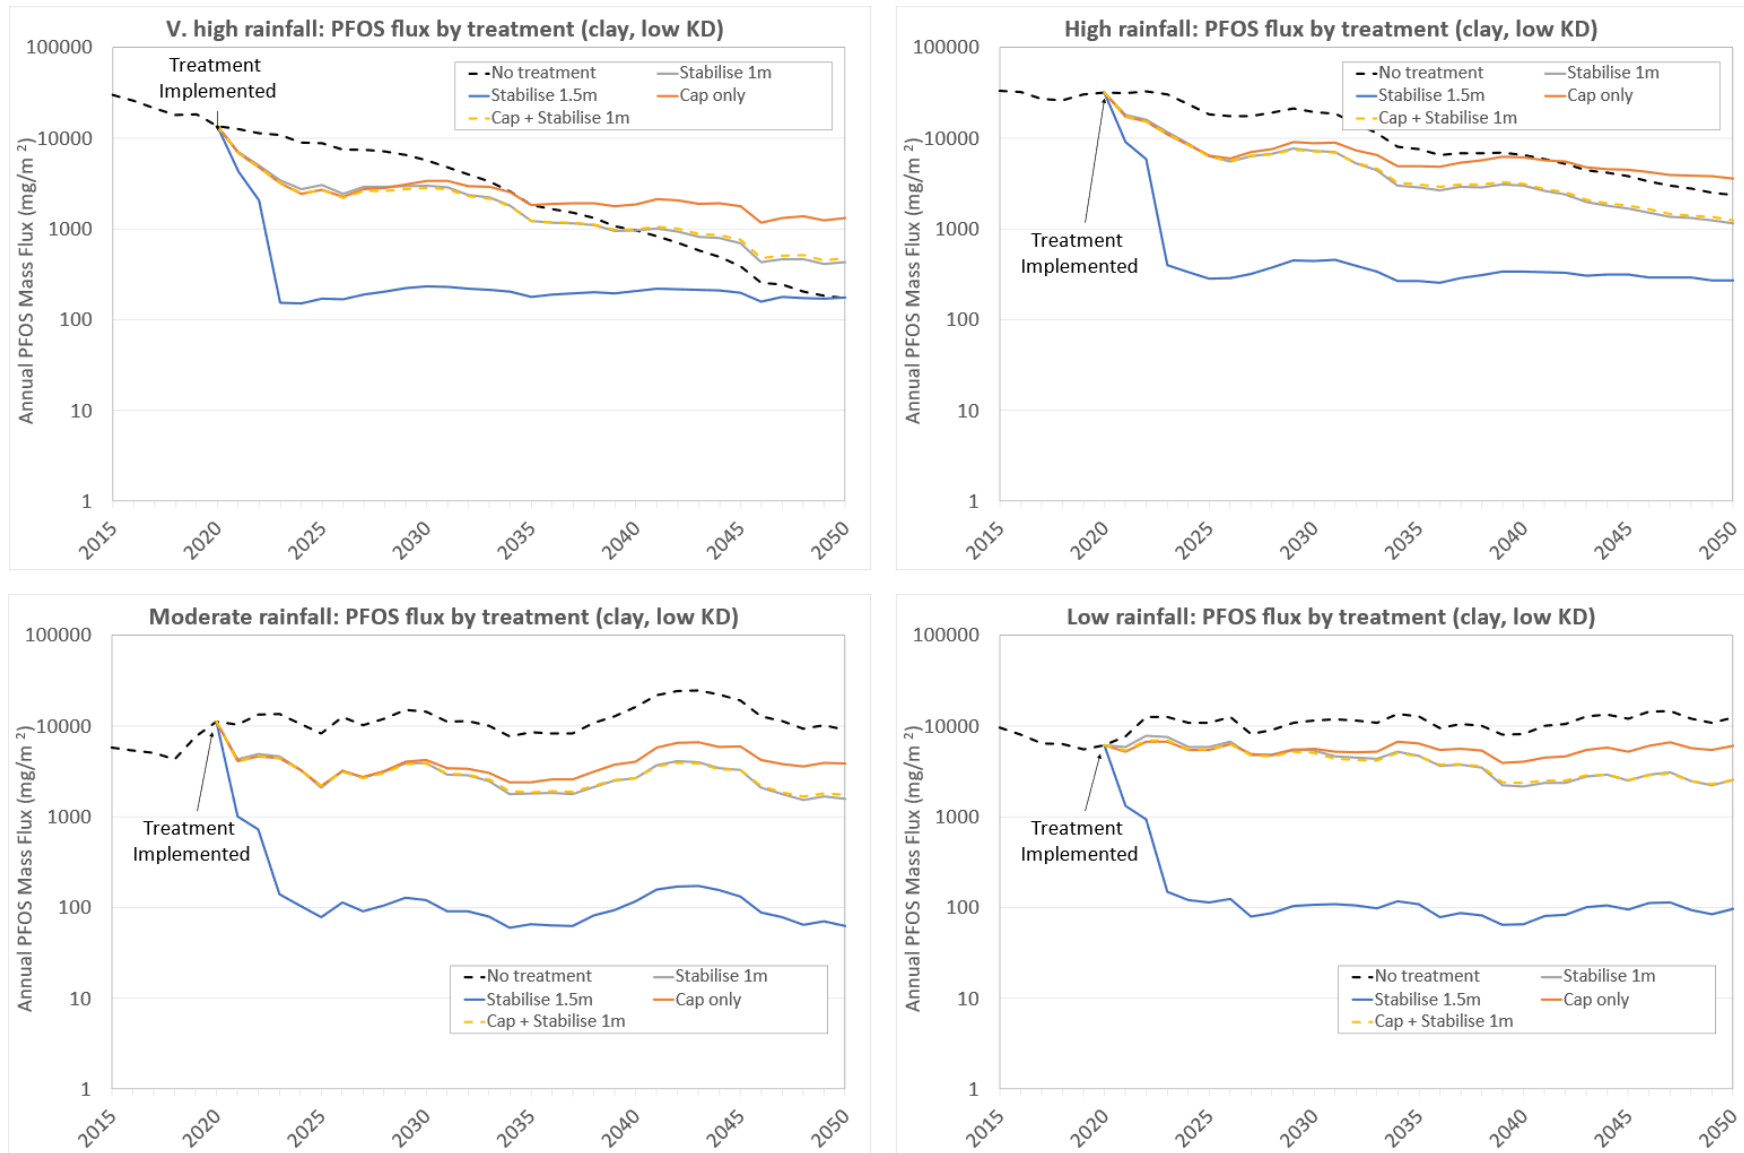 V. high rainfall: PFOS flux by treatment (clay, low KD)
Annual PFOS Mass Flux (mg/m ²)
100000
10000
1000
100
10
1
Treatment
Implemented
No treatment
Stabilise 1m
Stabilise 1.5m
Cap only
Cap + Stabilise 1m
2015
2020
2025
2030
2035
2040
2045
2050
High rainfall: PFOS flux by treatment (clay, low KD)
Annual PFOS Mass Flux (mg/m ²)
100000
10000
1000
100
10
1
No treatment
Stabilise 1m
Stabilise 1.5m
Cap only
Cap + Stabilise 1m
Treatment
Implemented
2015
2020
2025
2030
2035
2040
2045
2050
Moderate rainfall: PFOS flux by treatment (clay, low KD)
Annual PFOS Mass Flux (mg/m ²)
100000
10000
1000
100
10
1
Treatment
Implemented
No treatment
Stabilise 1m
Stabilise 1.5m
Cap only
Cap + Stabilise 1m
2015
2020
2025
2030
2035
2040
2045
2050
Low rainfall: PFOS flux by treatment (clay, low KD)
Annual PFOS Mass Flux (mg/m ²)
100000
10000
1000
100
10
1
Treatment
Implemented
No treatment
Stabilise 1m
Stabilise 1.5m
Cap only
Cap + Stabilise 1m
2015
2020
2025
2030
2035
2040
2045
2050